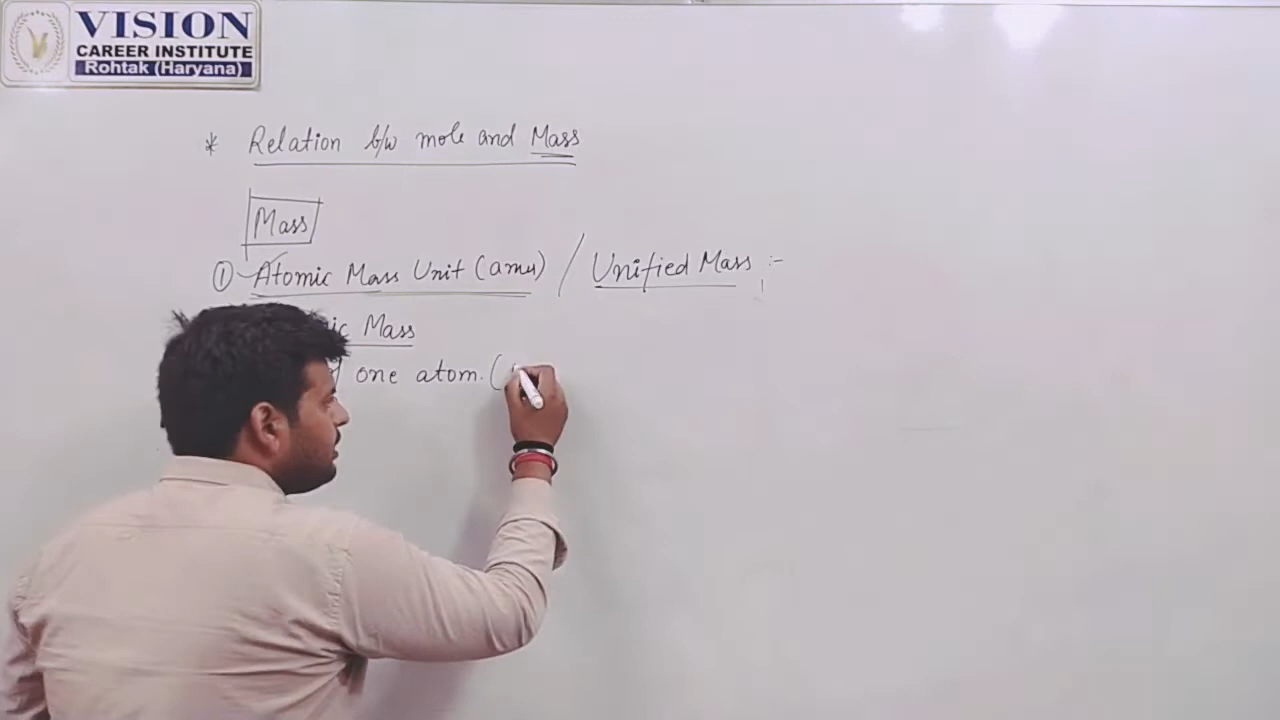 VISION
CAREER INSTITUTE
Rohtak (Haryana)
* Relation b/w mole and Mass
Mass
① Atomic Mass Unit (amu) / Unified Mass :-
ic Mass
one atom. (